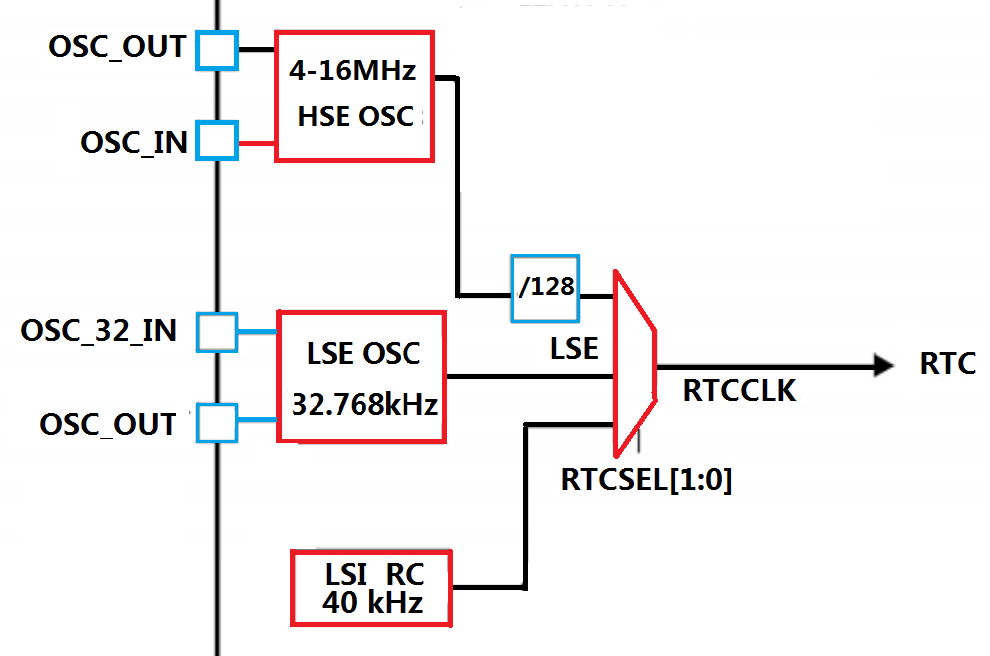 OSC_OUT
4-16MHz
HSE OSC
OSC_IN
/128
OSC_32_IN
LSE OSC
LSE
32.768kHz
RTCCLK
RTC
OSC_OUT
RTCSEL[1:0]
LSI RC
40 kHz